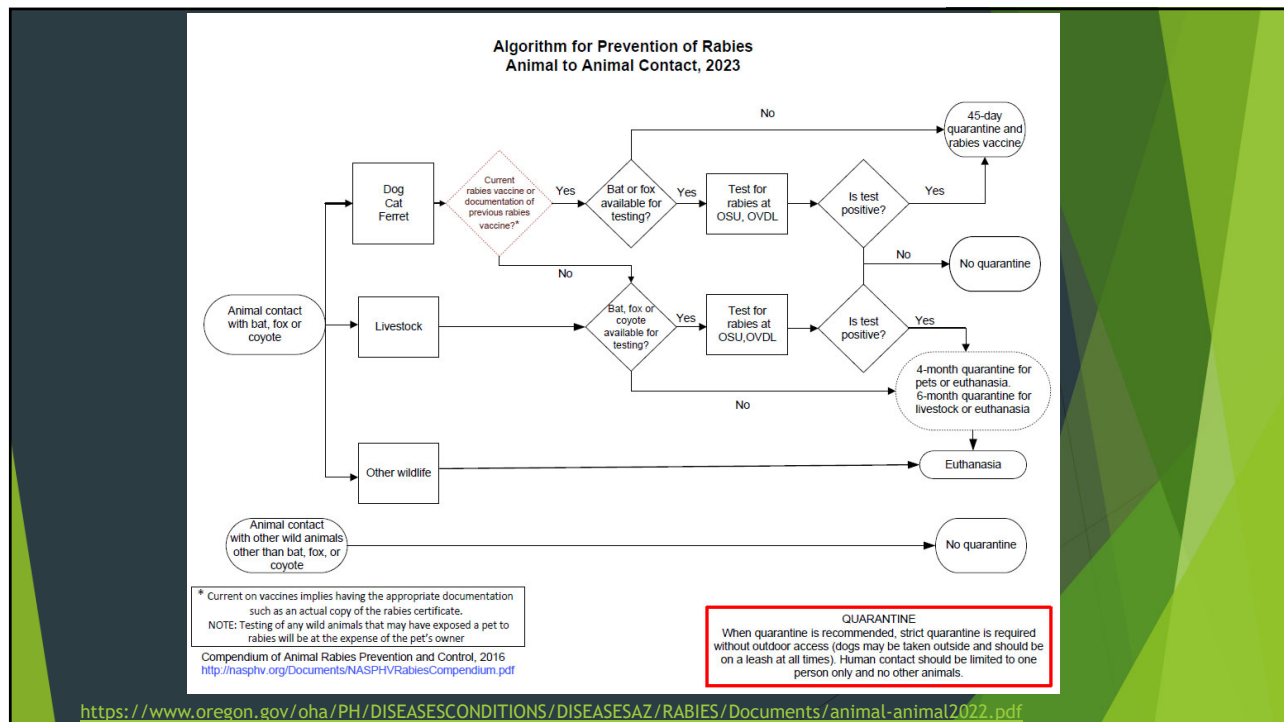 Algorithm for Prevention of Rabies
Animal to Animal Contact, 2023
No
45-day
quarantine and
rabies vaccine
Dog
Cat
Ferret
Current
rabies vaccine or
documentation of
previous rabies
vaccine?*
Yes
Bat or fox
available for
testing?
Yes
Test for
rabies at
OSU, OVDL
Is test
positive?
Yes
No
No quarantine
No
Animal contact
with bat, fox or
coyote
Livestock
Bat, fox or
coyote
available for
testing?
Yes
Test for
rabies at
OSU,OVDL
Is test
positive?
Yes
4-month quarantine for
pets or euthanasia.
6-month quarantine for
livestock or euthanasia
No
Other wildlife
Euthanasia
Animal contact
with other wild animals
other than bat, fox, or
coyote
No quarantine
* Current on vaccines implies having the appropriate documentation
such as an actual copy of the rabies certificate.
NOTE: Testing of any wild animals that may have exposed a pet to
rabies will be at the expense of the pet's owner
Compendium of Animal Rabies Prevention and Control, 2016
http://nasphv.org/Documents/NASPHVRabiesCompendium.pdf
QUARANTINE
When quarantine is recommended, strict quarantine is required
without outdoor access (dogs may be taken outside and should be
on a leash at all times). Human contact should be limited to one
person only and no other animals.
https://www.oregon.gov/oha/PH/DISEASESCONDITIONS/DISEASESAZ/RABIES/Documents/animal-animal2022.pdf